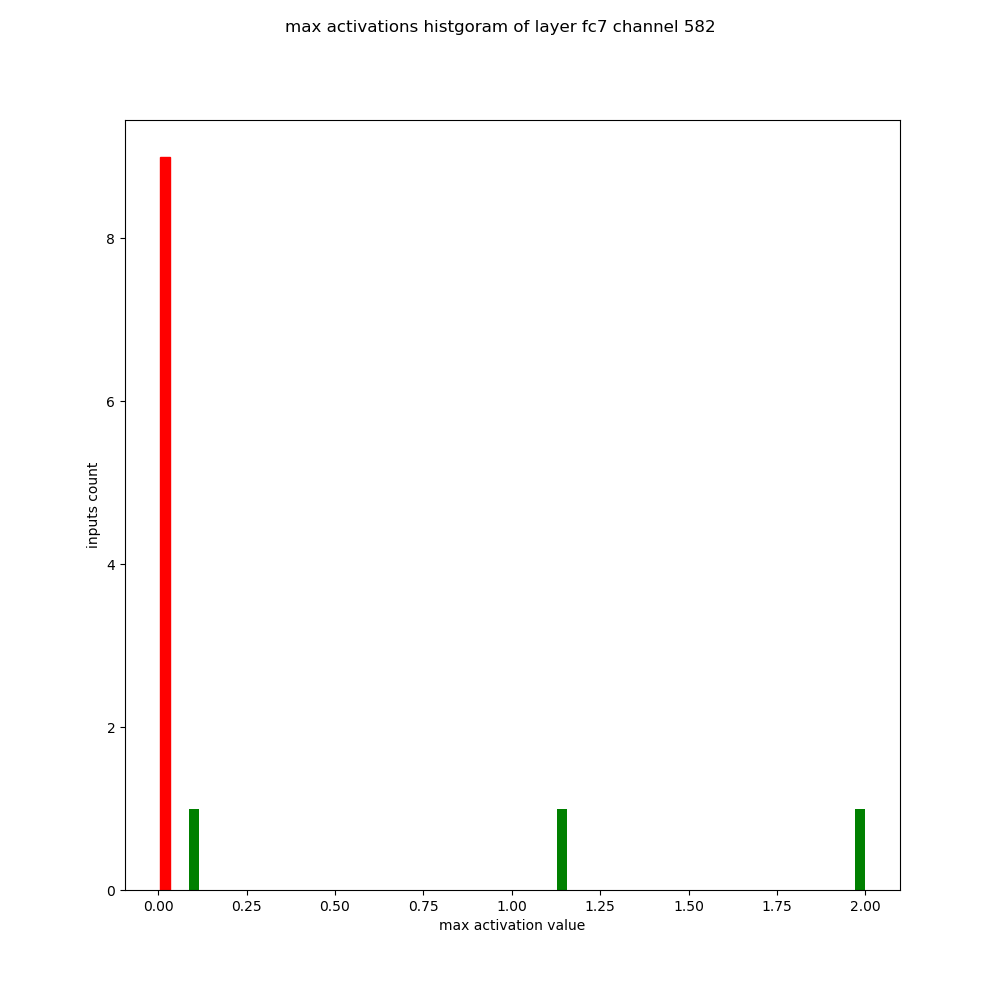 max activations histgoram of layer fc7 channel 582
inputs count
8
6
4
2
0
0.00 0.25 0.50 0.75 1.00 1.25 1.50 1.75 2.00
max activation value